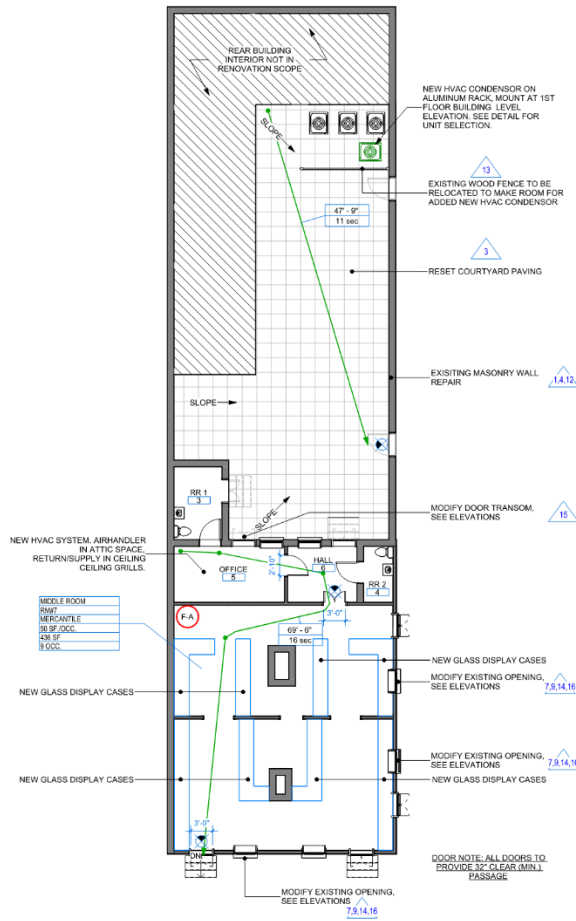 REAR BUILDING
INTERIOR NOT IN
RENOVATION SCOPE
NEW HVAC CONDENSOR ON
ALUMINUM RACK, MOUNT AT 1ST
FLOOR BUILDING LEVEL
ELEVATION. SEE DETAIL FOR
UNIT SELECTION.
SLOPE
13
EXISTING WOOD FENCE TO BE
RELOCATED TO MAKE ROOM FOR
ADDED NEW HVAC CONDENSOR
47' - 9"
11 sec
3
RESET COURTYARD PAVING
EXISITING MASONRY WALL
REPAIR
1,4,12
SLOPE
RR 1
3
SLOPE
MODIFY DOOR TRANSOM,
SEE ELEVATIONS
15
NEW HVAC SYSTEM. AIRHANDLER
IN ATTIC SPACE,
RETURN/SUPPLY IN CEILING
CEILING GRILLS.
OFFICE
5
2'-10"
HALL
6
RR 2
4
MIDDLE ROOM
RM#7
MERCANTILE
50 SF./OCC.
436 SF
9 OCC.
F-A
3'-0"
69' - 6"
16 sec
NEW GLASS DISPLAY CASES
NEW GLASS DISPLAY CASES
MODIFY EXISTING OPENING,
SEE ELEVATIONS
7,9,14,16
MODIFY EXISTING OPENING,
SEE ELEVATIONS
7,9,14,16
NEW GLASS DISPLAY CASES
NEW GLASS DISPLAY CASES
3'-0"
DN
DOOR NOTE: ALL DOORS TO
PROVIDE 32" CLEAR (MIN.)
PASSAGE
MODIFY EXISTING OPENING,
SEE ELEVATIONS
7,9,14,16